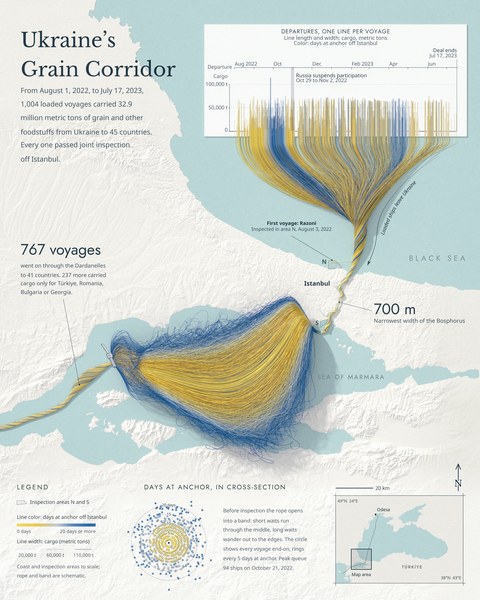 Ukraine's
Grain Corridor
From August 1, 2022, to July 17, 2023,
1,004 loaded voyages carried 32.9
million metric tons of grain and other
foodstuffs from Ukraine to 45 countries.
Every one passed joint inspection
off Istanbul.
DEPARTURES, ONE LINE PER VOYAGE
Line length and width: cargo, metric tons
Color: days at anchor off Istanbul
Deal ends
Jul 17, 2023
Departure
Aug 2022
Oct
Dec
Feb
Apr
Jun
Cargo
Russia suspends participation
Oct 29 to Nov 2, 2022
100,000 t
50,000 t
0
Loaded ships leave Ukraine
First voyage: Razoni
Inspected in area N, August 3, 2022
BLACK SEA
N
Istanbul
767 voyages
went on through the Dardanelles
to 41 countries. 237 more carried
cargo only for Türkiye, Romania,
Bulgaria or Georgia.
700 m
Narrowest width of the Bosphorus
S
SEA OF MARMARA
LEGEND
Inspection areas N and S
Line color: days at anchor off Istanbul
0 days
20 days or more
Line width: cargo (metric tons)
20,000 t
60,000 t
110,000 t
Coast and inspection areas to scale;
rope and band are schematic.
DAYS AT ANCHOR, IN CROSS-SECTION
Before inspection the rope opens
into a band: short waits run
through the middle, long waits
wander out to the edges. The circle
shows every voyage end-on, rings
every 5 days at anchor. Peak queue
94 ships on October 21, 2022.
20 km
N
Odesa
TÜRKİYE
Map area